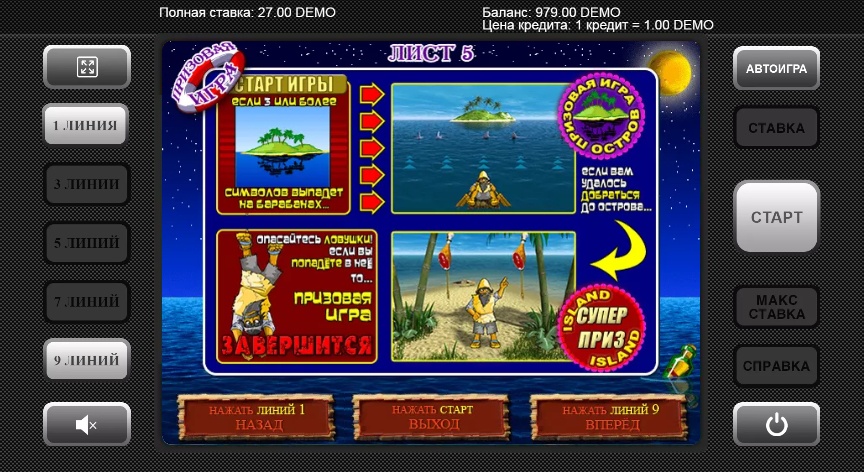 Полная ставка: 27.00 DEMO
Баланс: 979.00 DEMO
Цена кредита: 1 кредит = 1.00 DEMO
ЛИСТ 5
ПРИЗОВАЯ
ИГРА
СТАРТ ИГРЫ
если 3 или более
символов выпадет
на барабанах...
ПРИЗОВАЯ ИГРА
ОСТРОВ
если вам
удалось
добраться
до острова...
опасайтесь ловушки!
если вы
попадёте в неё
то...
призовая
игра
ЗАВЕРШИТСЯ
ISLAND
СУПЕР
ПРИЗ
ISLAND
НАЖАТЬ ЛИНИЙ 1
НАЗАД
НАЖАТЬ СТАРТ
ВЫХОД
НАЖАТЬ ЛИНИЙ 9
ВПЕРЁД
1 ЛИНИЯ
3 ЛИНИИ
5 ЛИНИЙ
7 ЛИНИЙ
9 ЛИНИЙ
АВТОИГРА
СТАВКА
СТАРТ
МАКС
СТАВКА
СПРАВКА